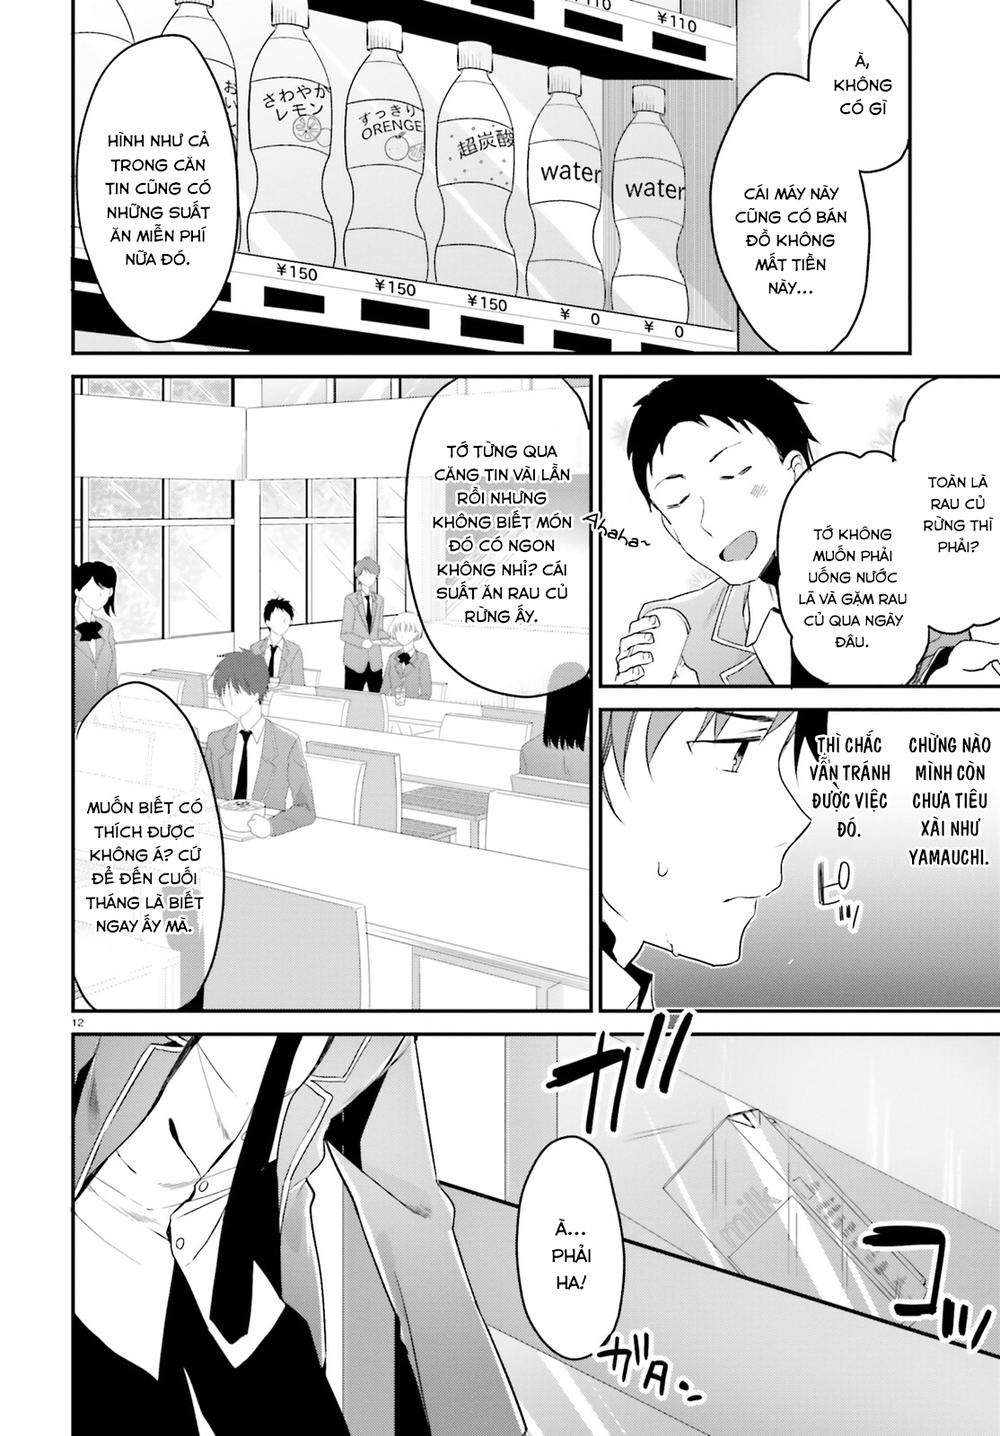 À,
KHÔNG
CÓ GÌ
CÁI MÁY NÀY
CŨNG CÓ BÁN
ĐỒ KHÔNG
MẤT TIỀN
NÀY...
HÌNH NHƯ CẢ
TRONG CĂN
TIN CŨNG CÓ
NHỮNG SUẤT
ĂN MIỄN PHÍ
NỮA ĐÓ.
¥110
¥110
おい
さわやか
レモン
すっきり
ORENGE
超炭酸
water
water
¥150
¥150
¥150
¥ 0
¥ 0
TOÀN LÀ
RAU CỦ
RỪNG THÌ
PHẢI?
TỚ KHÔNG
MUỐN PHẢI
UỐNG NƯỚC
LÃ VÀ GẶM RAU
CỦ QUA NGÀY
ĐÂU.
Ahaha~
TỚ TỪNG QUA
CĂNG TIN VÀI LẦN
RỒI NHƯNG
KHÔNG BIẾT MÓN
ĐÓ CÓ NGON
KHÔNG NHỈ? CÁI
SUẤT ĂN RAU CỦ
RỪNG ẤY.
MUỐN BIẾT CÓ
THÍCH ĐƯỢC
KHÔNG Á? CỨ
ĐỂ ĐẾN CUỐI
THÁNG LÀ BIẾT
NGAY ẤY MÀ.
CHỪNG NÀO
MÌNH CÒN
CHƯA TIÊU
XÀI NHƯ
YAMAUCHI.
THÌ CHẮC
VẪN TRÁNH
ĐƯỢC VIỆC
ĐÓ.
ピッ
12
ガタ
milk
ゴト
À...
PHẢI
HA!
ガタン